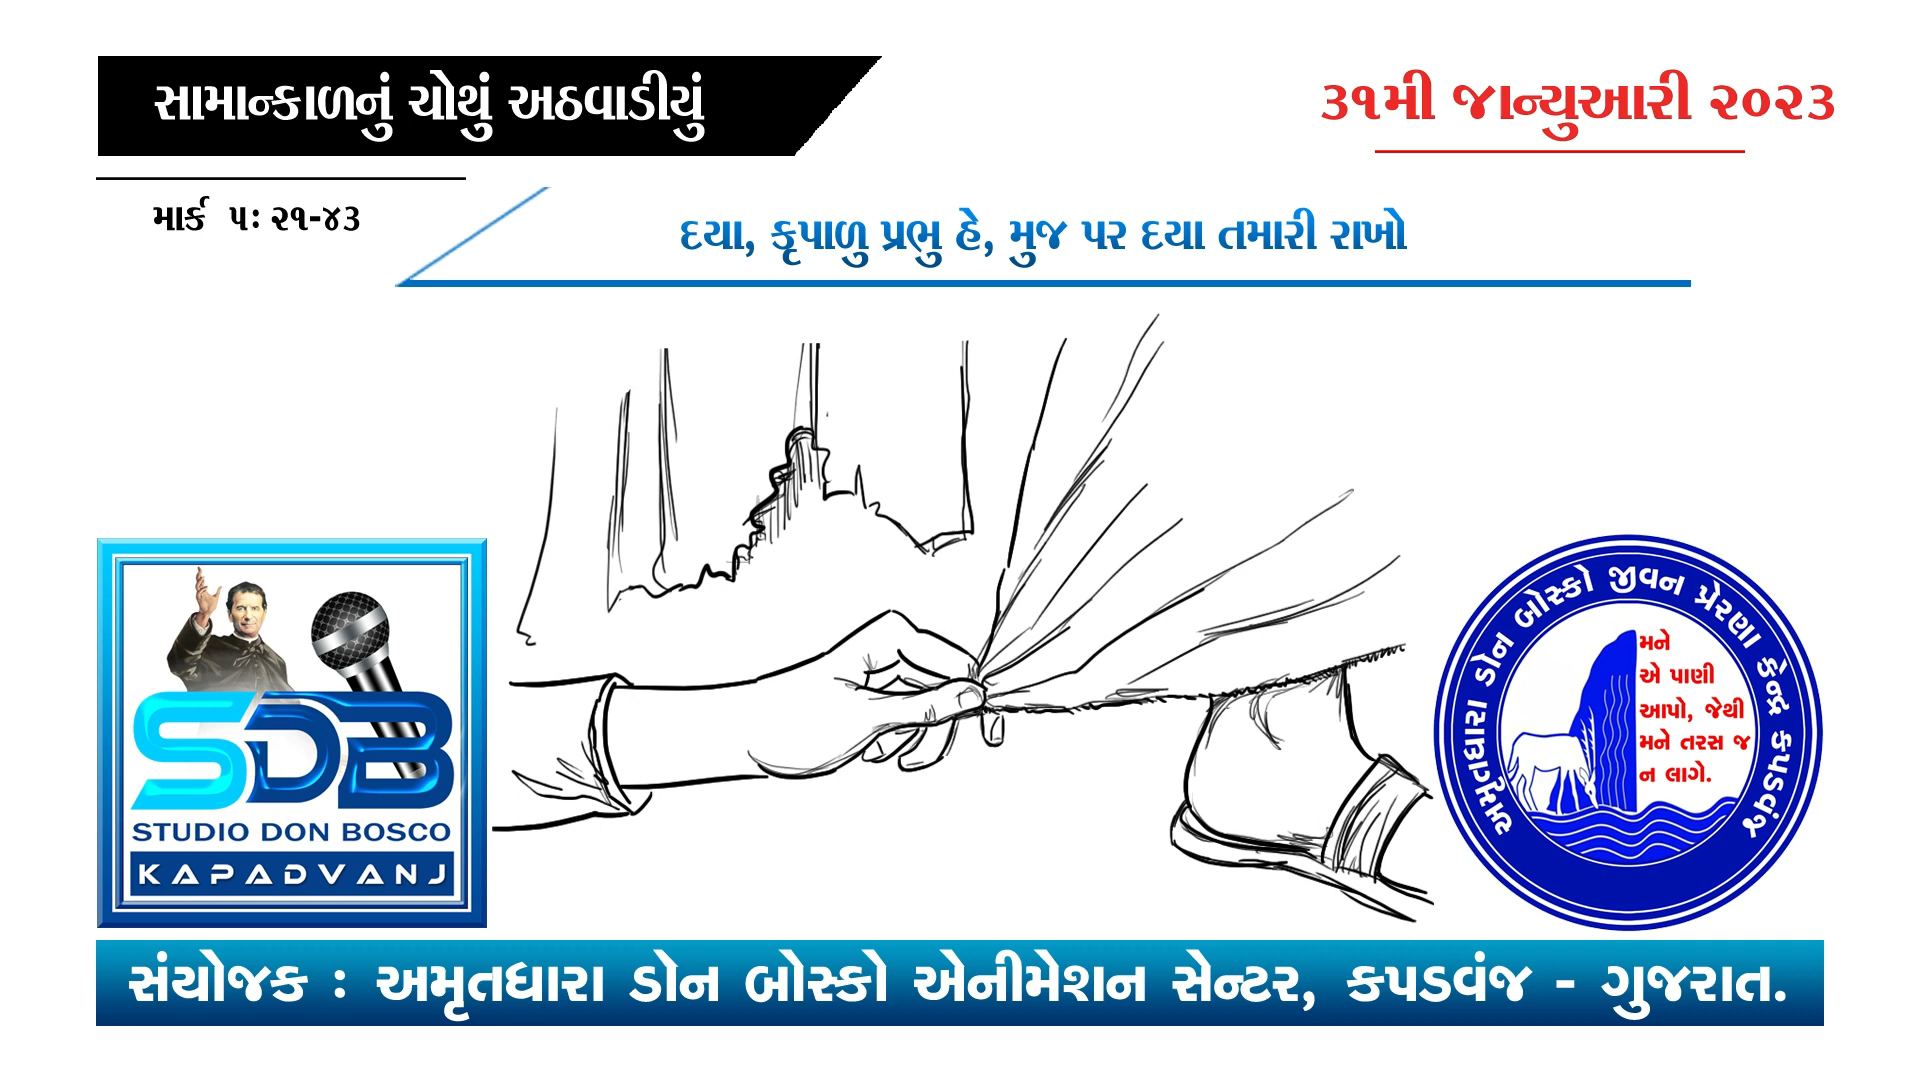 સામાન્કાળનું ચોથું અઠવાડીયું
૩૧મી જાન્યુઆરી ૨૦૨૩
માર્ક ૫: ૨૧-૪૩
દયા, કૃપાળુ પ્રભુ હે, મુજ પર દયા તમારી રાખો
SDB
STUDIO DON BOSCO
KAPADVANJ
અમૃતધારા ડોન બોસ્કો જીવન પ્રેરણા કેન્દ્ર કપડવંજ
મને
એ પાણી
આપો, જેથી
મને તરસ જ
ન લાગે.
સંયોજક : અમૃતધારા ડોન બોસ્કો એનીમેશન સેન્ટર, કપડવંજ - ગુજરાત.